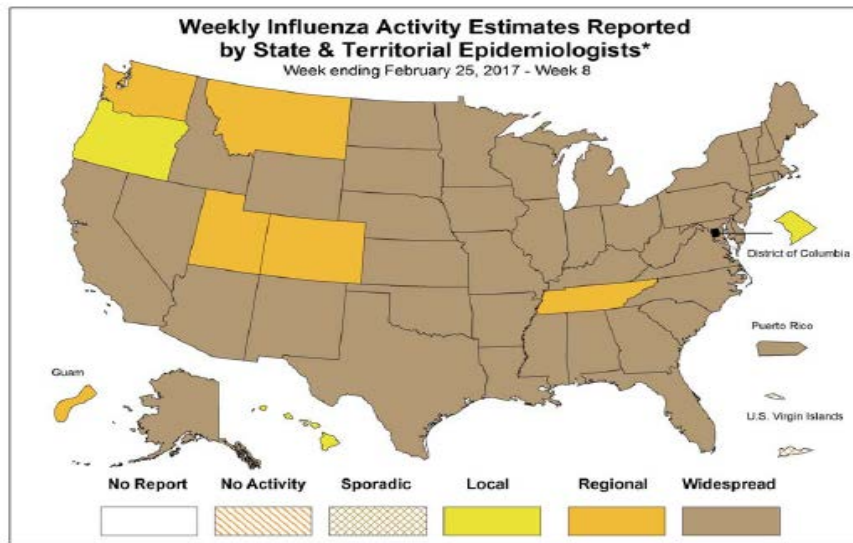 Weekly Influenza Activity Estimates Reported
by State & Territorial Epidemiologists*
Week ending February 25, 2017 - Week 8
District of Columbia
Puerto Rico
Guam
U.S. Virgin Islands
No Report No Activity Sporadic Local Regional Widespread